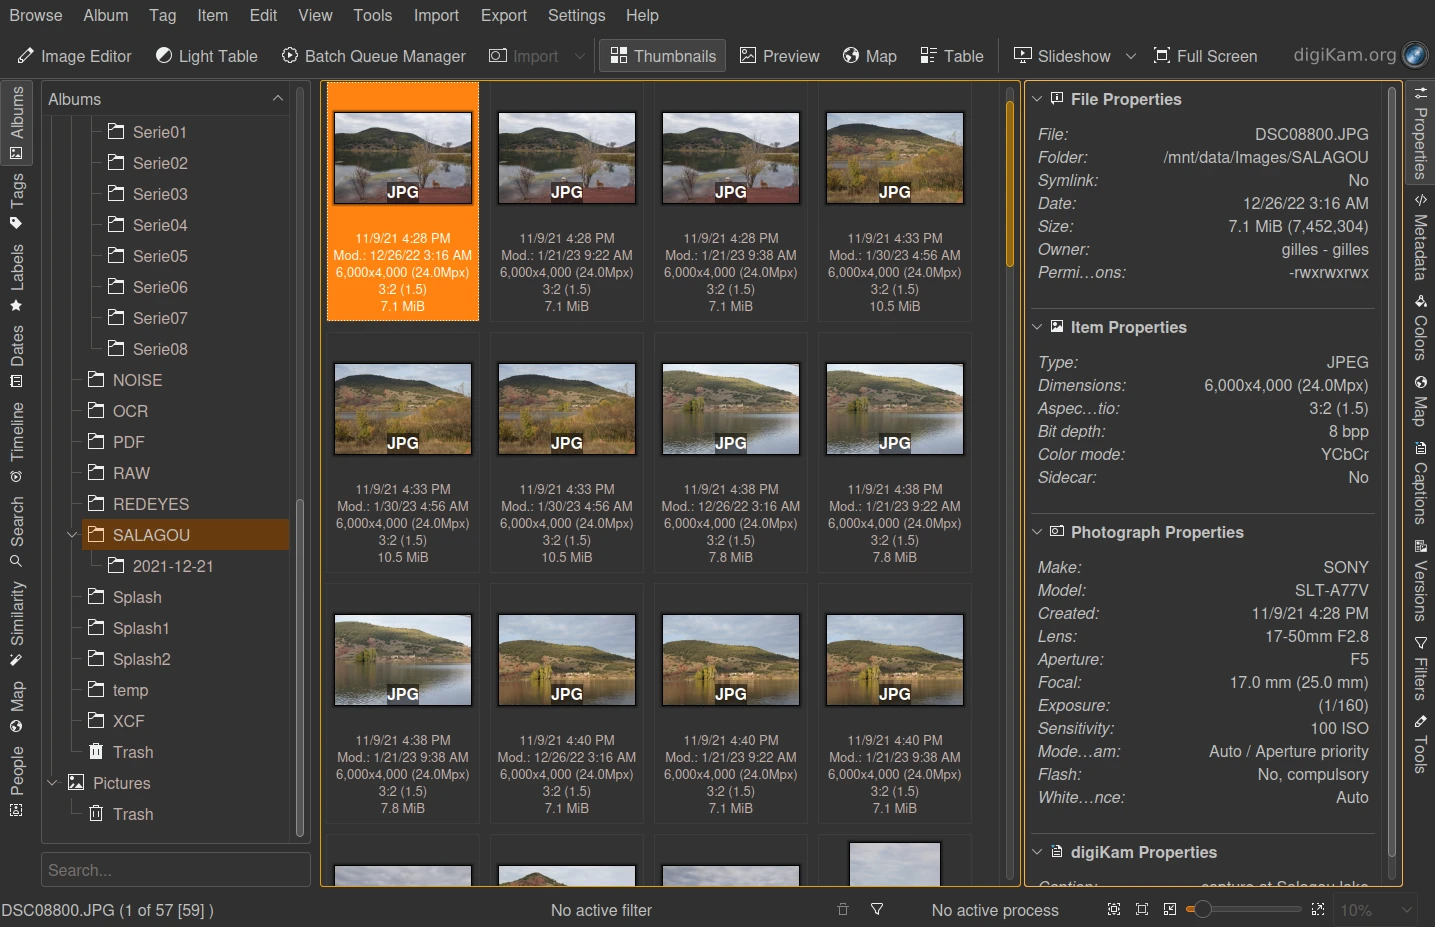 Browse Album Tag Item Edit View Tools Import Export Settings Help
Image Editor Light Table Batch Queue Manager Import Thumbnails Preview Map Table Slideshow Full Screen digiKam.org
Albums
Tags
Labels
Dates
Timeline
Search
Similarity
Map
People
Albums
Serie01
Serie02
Serie03
Serie04
Serie05
Serie06
Serie07
Serie08
NOISE
OCR
PDF
RAW
REDEYES
SALAGOU
2021-12-21
Splash
Splash1
Splash2
temp
XCF
Trash
Pictures
Trash
Search...
JPG JPG JPG JPG
11/9/21 4:28 PM 11/9/21 4:28 PM 11/9/21 4:28 PM 11/9/21 4:33 PM
Mod.: 12/26/22 3:16 AM Mod.: 1/21/23 9:22 AM Mod.: 1/21/23 9:38 AM Mod.: 1/30/23 4:56 AM
6,000x4,000 (24.0Mpx) 6,000x4,000 (24.0Mpx) 6,000x4,000 (24.0Mpx) 6,000x4,000 (24.0Mpx)
3:2 (1.5) 3:2 (1.5) 3:2 (1.5) 3:2 (1.5)
7.1 MiB 7.1 MiB 7.1 MiB 10.5 MiB
JPG JPG JPG JPG
11/9/21 4:33 PM 11/9/21 4:33 PM 11/9/21 4:38 PM 11/9/21 4:38 PM
Mod.: 1/30/23 4:56 AM Mod.: 1/30/23 4:56 AM Mod.: 12/26/22 3:16 AM Mod.: 1/21/23 9:22 AM
6,000x4,000 (24.0Mpx) 6,000x4,000 (24.0Mpx) 6,000x4,000 (24.0Mpx) 6,000x4,000 (24.0Mpx)
3:2 (1.5) 3:2 (1.5) 3:2 (1.5) 3:2 (1.5)
10.5 MiB 10.5 MiB 7.8 MiB 7.8 MiB
JPG JPG JPG JPG
11/9/21 4:38 PM 11/9/21 4:40 PM 11/9/21 4:40 PM 11/9/21 4:40 PM
Mod.: 1/21/23 9:38 AM Mod.: 12/26/22 3:16 AM Mod.: 1/21/23 9:22 AM Mod.: 1/21/23 9:38 AM
6,000x4,000 (24.0Mpx) 6,000x4,000 (24.0Mpx) 6,000x4,000 (24.0Mpx) 6,000x4,000 (24.0Mpx)
3:2 (1.5) 3:2 (1.5) 3:2 (1.5) 3:2 (1.5)
7.8 MiB 7.1 MiB 7.1 MiB 7.1 MiB
File Properties
File: DSC08800.JPG
Folder: /mnt/data/Images/SALAGOU
Symlink: No
Date: 12/26/22 3:16 AM
Size: 7.1 MiB (7,452,304)
Owner: gilles - gilles
Permi...ons: -rwxrwxrwx
Item Properties
Type: JPEG
Dimensions: 6,000x4,000 (24.0Mpx)
Aspec...tio: 3:2 (1.5)
Bit depth: 8 bpp
Color mode: YCbCr
Sidecar: No
Photograph Properties
Make: SONY
Model: SLT-A77V
Created: 11/9/21 4:28 PM
Lens: 17-50mm F2.8
Aperture: F5
Focal: 17.0 mm (25.0 mm)
Exposure: (1/160)
Sensitivity: 100 ISO
Mode...am: Auto / Aperture priority
Flash: No, compulsory
White...nce: Auto
digiKam Properties
Caption: capture at Salagou lake
Properties
Metadata
Colors
Map
Captions
Versions
Filters
Tools
DSC08800.JPG (1 of 57 [59] ) No active filter No active process 10%